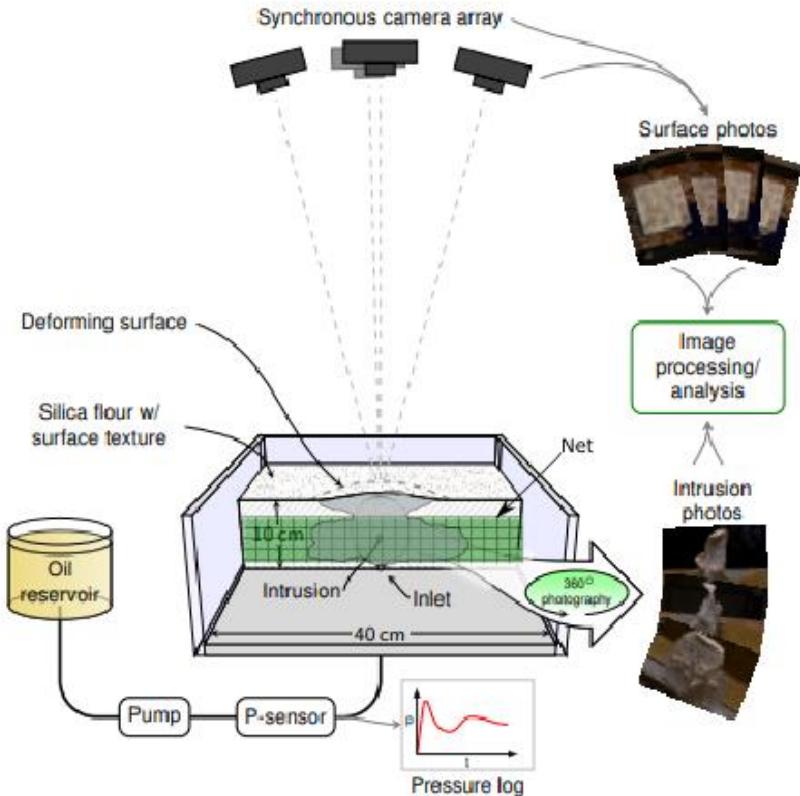 Synchronous camera array
Surface photos
Deforming surface
Image
processing/
analysis
Silica flour w/
surface texture
Net
Intrusion
photos
10 cm
Oil
reservoir
Intrusion
Inlet
360°
photography
40 cm
Pump
P-sensor
P
t
Pressure log